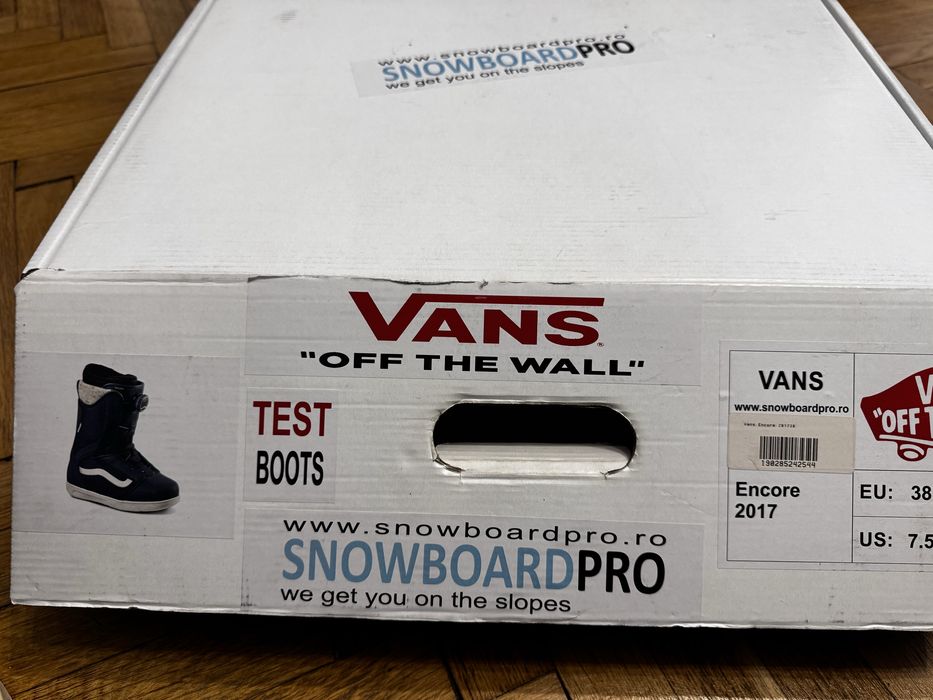 www.snowboardpro.ro
SNOWBOARDPRO
we get you on the slopes
VANS
"OFF THE WALL"
TEST
BOOTS
www.snowboardpro.ro
SNOWBOARDPRO
we get you on the slopes
VANS
www.snowboardpro.ro
190285242544
Encore
2017
V
"OFF T
EU: 38
US: 7.5